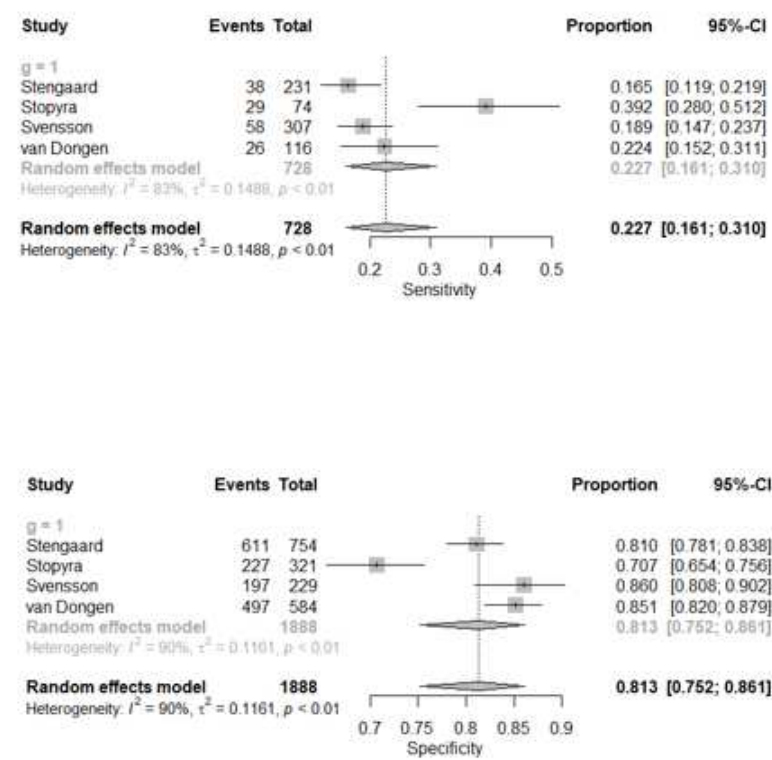 Study Events Total Proportion 95%-CI
g = 1
Stengaard 38 231 0.165 [0.119; 0.219]
Stopyra 29 74 0.392 [0.280; 0.512]
Svensson 58 307 0.189 [0.147; 0.237]
van Dongen 26 116 0.224 [0.152; 0.311]
Random effects model 728 0.227 [0.161; 0.310]
Heterogeneity: I² = 83%, τ² = 0.1488, p < 0.01
Random effects model 728 0.227 [0.161; 0.310]
Heterogeneity: I² = 83%, τ² = 0.1488, p < 0.01
0.2 0.3 0.4 0.5
Sensitivity
Study Events Total Proportion 95%-CI
g = 1
Stengaard 611 754 0.810 [0.781; 0.838]
Stopyra 227 321 0.707 [0.654; 0.756]
Svensson 197 229 0.860 [0.808; 0.902]
van Dongen 497 584 0.851 [0.820; 0.879]
Random effects model 1888 0.813 [0.752; 0.861]
Heterogeneity: I² = 90%, τ² = 0.1161, p < 0.01
Random effects model 1888 0.813 [0.752; 0.861]
Heterogeneity: I² = 90%, τ² = 0.1161, p < 0.01
0.7 0.75 0.8 0.85 0.9
Specificity